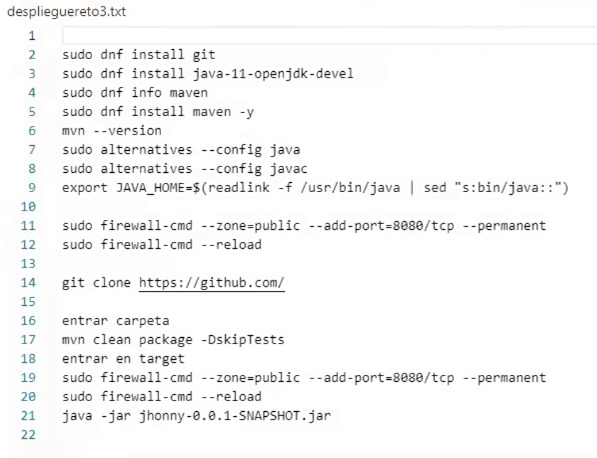 desplieguereto3.txt
1
2 sudo dnf install git
3 sudo dnf install java-11-openjdk-devel
4 sudo dnf info maven
5 sudo dnf install maven -y
6 mvn --version
7 sudo alternatives --config java
8 sudo alternatives --config javac
9 export JAVA_HOME=$(readlink -f /usr/bin/java | sed "s:bin/java::")
10
11 sudo firewall-cmd --zone=public --add-port=8080/tcp --permanent
12 sudo firewall-cmd --reload
13
14 git clone https://github.com/
15
16 entrar carpeta
17 mvn clean package -DskipTests
18 entrar en target
19 sudo firewall-cmd --zone=public --add-port=8080/tcp --permanent
20 sudo firewall-cmd --reload
21 java -jar jhonny-0.0.1-SNAPSHOT.jar
22